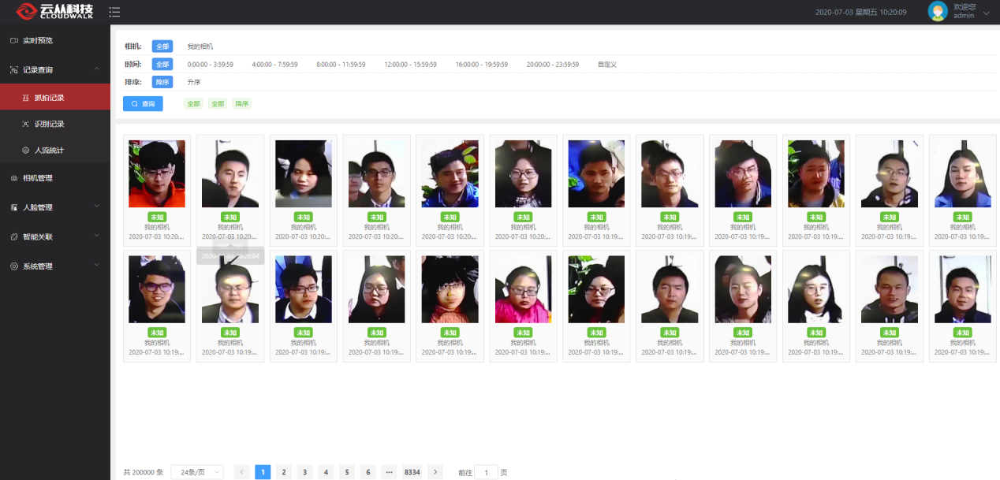 云从科技
CLOUDWALK
2020-07-03 星期五 10:20:09
欢迎您
admin
实时预览
记录查询
抓拍记录
识别记录
人流统计
相机管理
人脸管理
智能关联
系统管理
相机: 全部 我的相机
时间: 全部 0:00:00 - 3:59:59 4:00:00 - 7:59:59 8:00:00 - 11:59:59 12:00:00 - 15:59:59 16:00:00 - 19:59:59 20:00:00 - 23:59:59 自定义
排序: 降序 升序
查询 全部 全部 降序
未知 未知 未知 未知 未知 未知 未知 未知 未知 未知 未知 未知
我的相机 我的相机 我的相机 我的相机 我的相机 我的相机 我的相机 我的相机 我的相机 我的相机 我的相机 我的相机
2020-07-03 10:20:... 2020-07-03 10:20:... 2020-07-03 10:20:... 2020-07-03 10:20:... 2020-07-03 10:20:... 2020-07-03 10:20:... 2020-07-03 10:19:... 2020-07-03 10:19:... 2020-07-03 10:19:... 2020-07-03 10:19:... 2020-07-03 10:19:... 2020-07-03 10:19:...
2020-07-03 10:20:04
未知 未知 未知 未知 未知 未知 未知 未知 未知 未知 未知 未知
我的相机 我的相机 我的相机 我的相机 我的相机 我的相机 我的相机 我的相机 我的相机 我的相机 我的相机 我的相机
2020-07-03 10:19:... 2020-07-03 10:19:... 2020-07-03 10:19:... 2020-07-03 10:19:... 2020-07-03 10:19:... 2020-07-03 10:19:... 2020-07-03 10:19:... 2020-07-03 10:19:... 2020-07-03 10:19:... 2020-07-03 10:19:... 2020-07-03 10:19:... 2020-07-03 10:19:...
共 200000 条 24条/页 1 2 3 4 5 6 ... 8334 前往 1 页